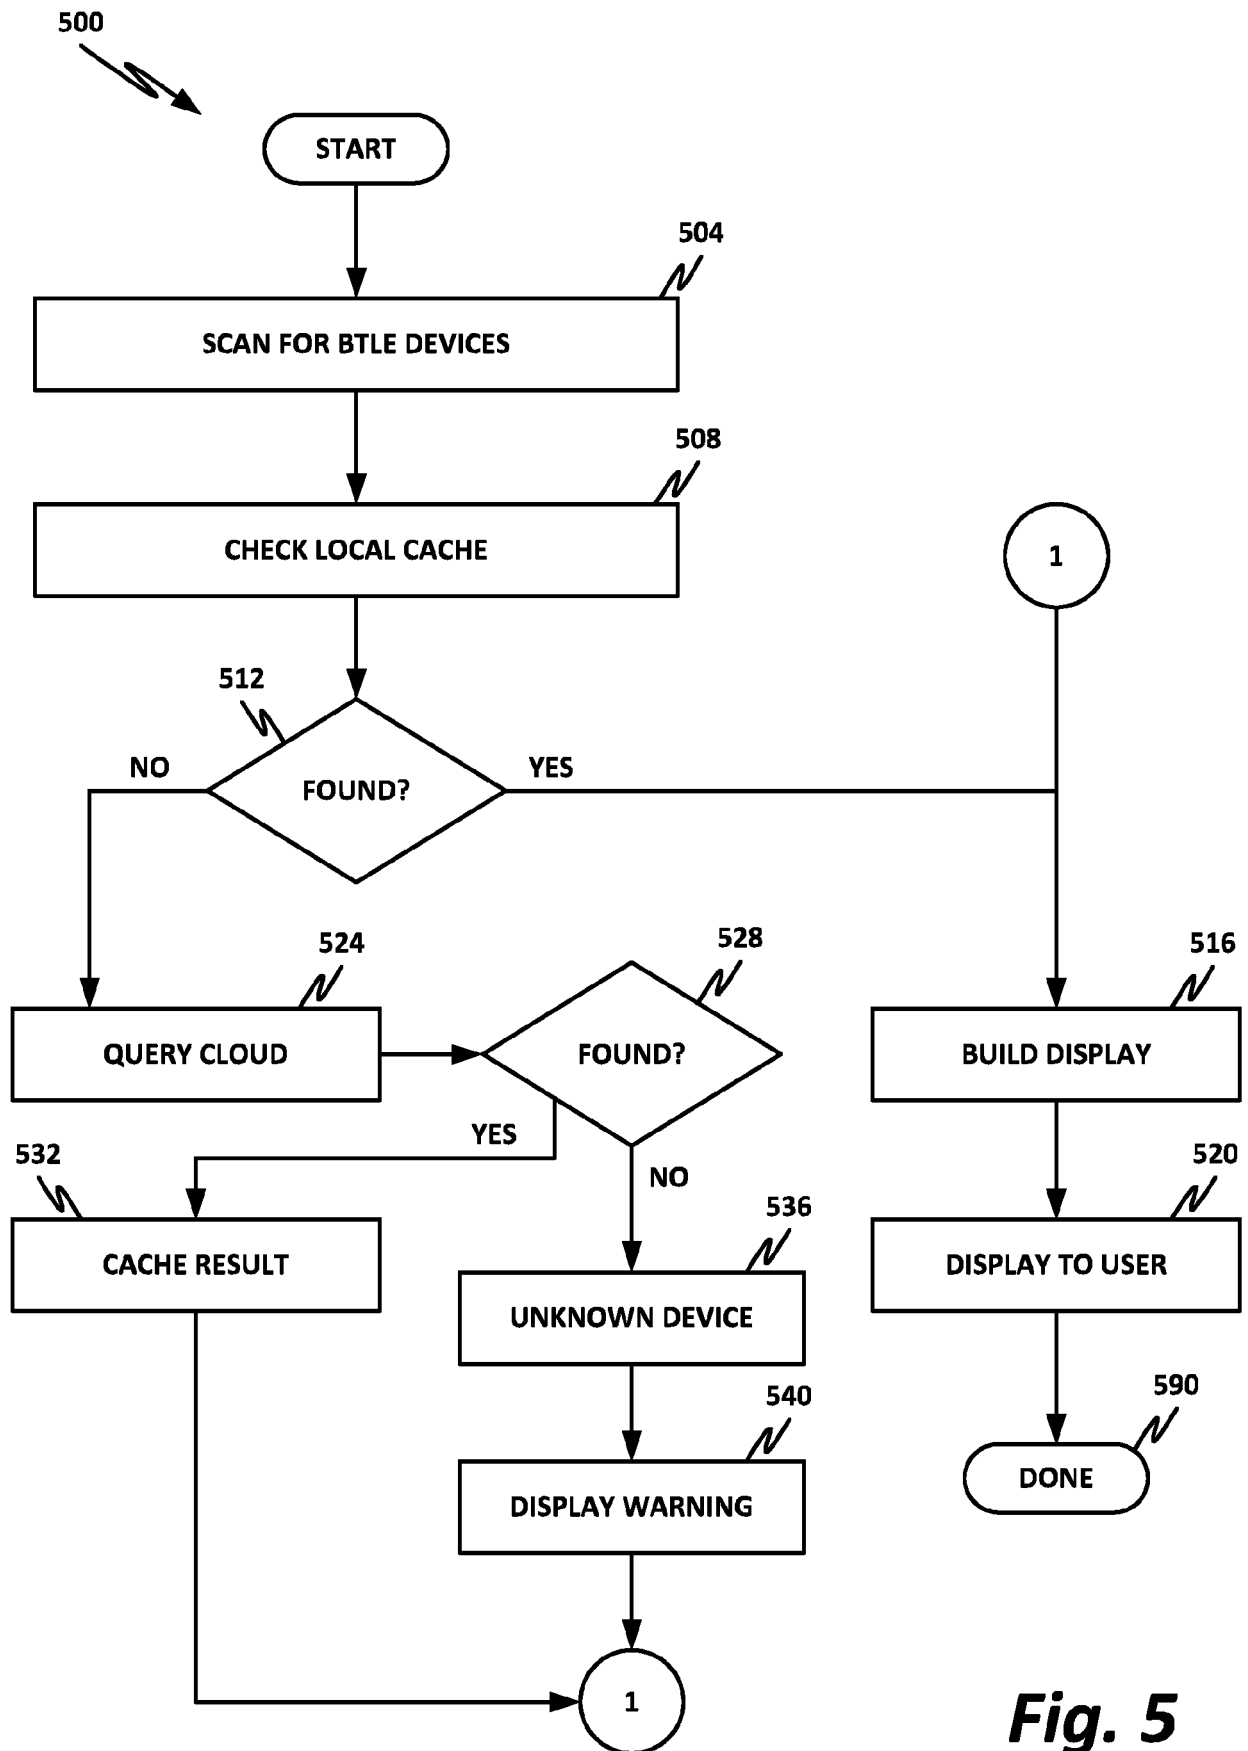 500
START
504
SCAN FOR BTLE DEVICES
508
CHECK LOCAL CACHE
1
512
NO
YES
FOUND?
524
528
516
QUERY CLOUD
FOUND?
BUILD DISPLAY
YES
532
NO
520
536
CACHE RESULT
DISPLAY TO USER
UNKNOWN DEVICE
540
590
DONE
DISPLAY WARNING
1
Fig. 5